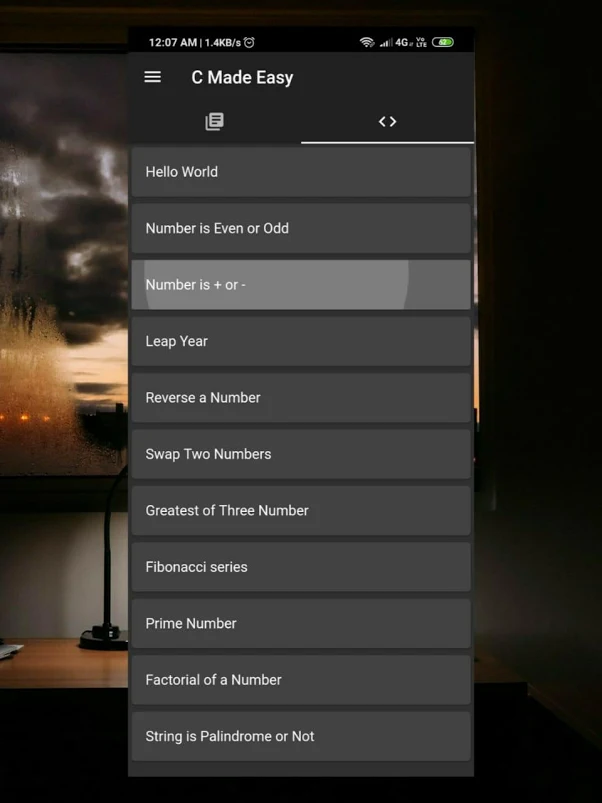 12:07 AM | 1.4KB/s 4G Vo LTE 62
C Made Easy
Hello World
Number is Even or Odd
Number is + or -
Leap Year
Reverse a Number
Swap Two Numbers
Greatest of Three Number
Fibonacci series
Prime Number
Factorial of a Number
String is Palindrome or Not